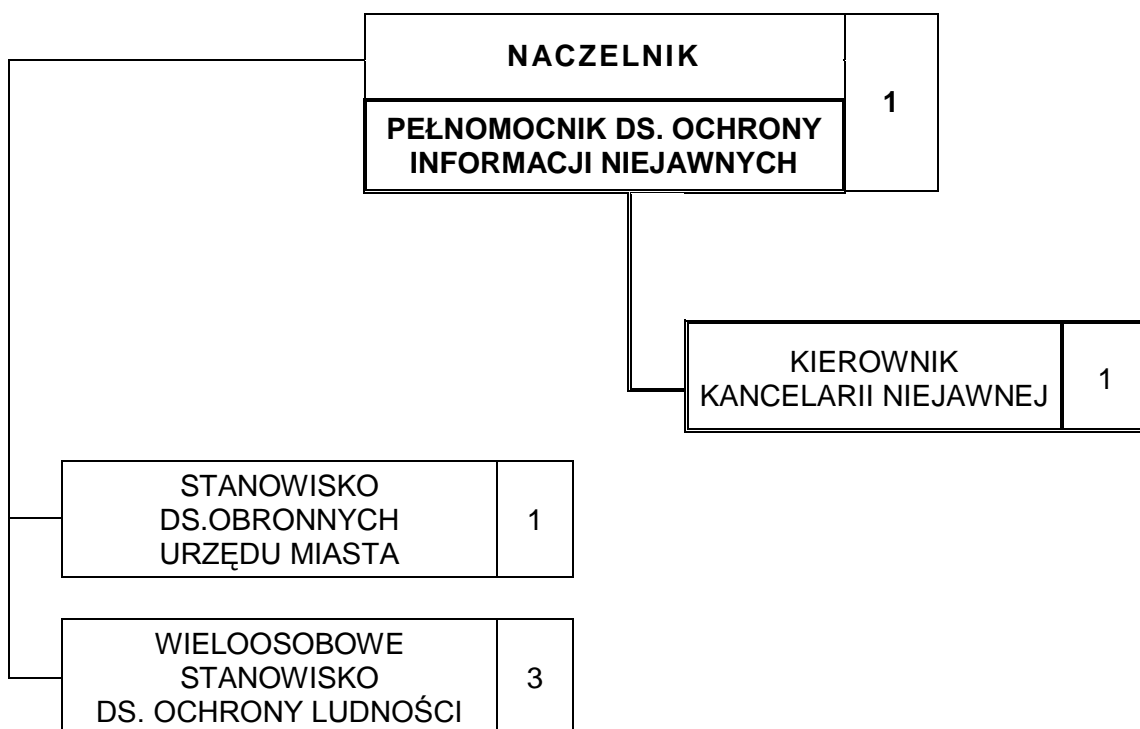 NACZELNIK
1
PEŁNOMOCNIK DS. OCHRONY
INFORMACJI NIEJAWNYCH
KIEROWNIK
KANCELARII NIEJAWNEJ
1
STANOWISKO
DS.OBRONNYCH
URZĘDU MIASTA
1
WIELOOSOBOWE
STANOWISKO
DS. OCHRONY LUDNOŚCI
3